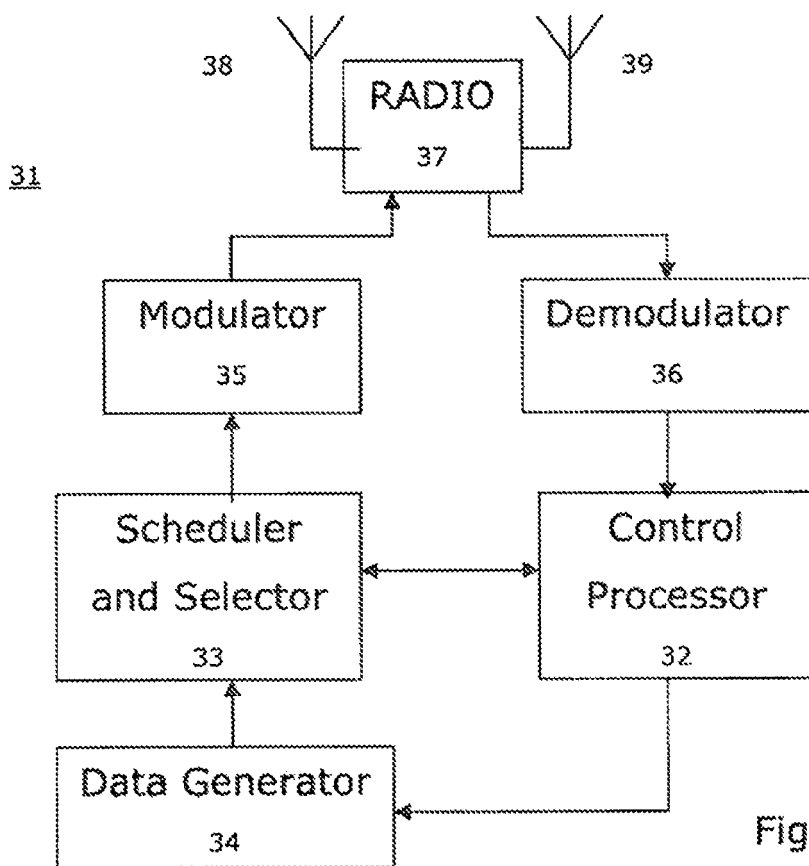 38
RADIO
37
39
31
Modulator
35
Demodulator
36
Scheduler
and Selector
33
Control
Processor
32
Data Generator
34
Fig